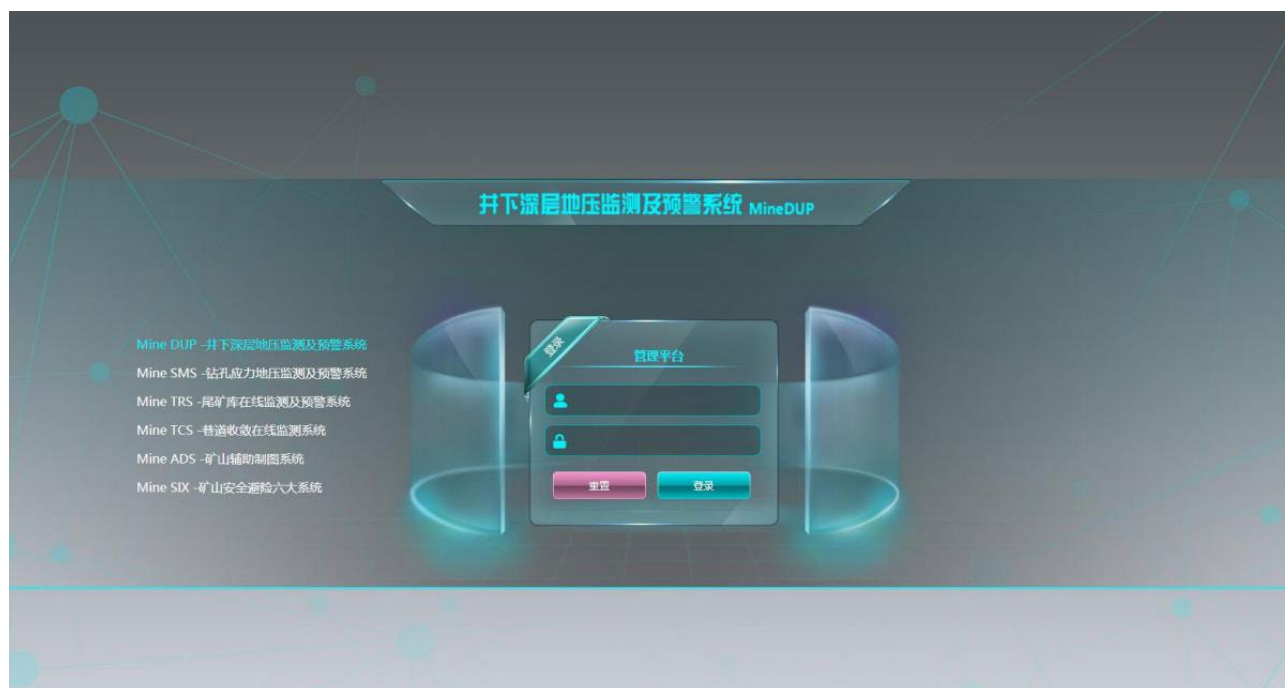 井下深层地压监测及预警系统 MineDUP
Mine DUP -井下深层地压监测及预警系统
Mine SMS -钻孔应力地压监测及预警系统
Mine TRS -尾矿库在线监测及预警系统
Mine TCS -巷道收敛在线监测系统
Mine ADS -矿山辅助制图系统
Mine SIX -矿山安全避险六大系统
登录
管理平台
重置 登录